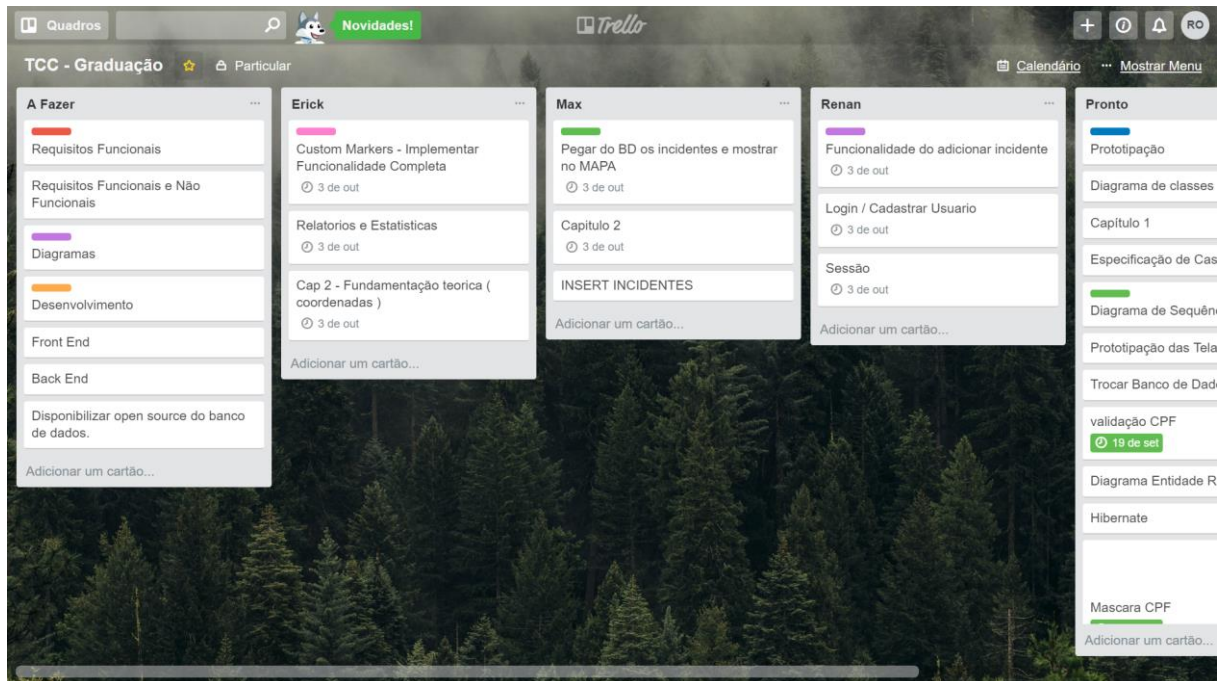 Quadros
Novidades!
Trello
RO
TCC - Graduação
Particular
Calendário
Mostrar Menu
A Fazer
Requisitos Funcionais
Requisitos Funcionais e Não
Funcionais
Diagramas
Desenvolvimento
Front End
Back End
Disponibilizar open source do banco
de dados.
Adicionar um cartão...
Erick
Custom Markers - Implementar
Funcionalidade Completa
3 de out
Relatorios e Estatisticas
3 de out
Cap 2 - Fundamentação teorica (
coordenadas )
3 de out
Adicionar um cartão...
Max
Pegar do BD os incidentes e mostrar
no MAPA
3 de out
Capitulo 2
3 de out
INSERT INCIDENTES
Adicionar um cartão...
Renan
Funcionalidade do adicionar incidente
3 de out
Login / Cadastrar Usuario
3 de out
Sessão
3 de out
Adicionar um cartão...
Pronto
Prototipação
Diagrama de classes
Capítulo 1
Especificação de Cas
Diagrama de Sequên
Prototipação das Tela
Trocar Banco de Dad
validação CPF
19 de set
Diagrama Entidade R
Hibernate
Mascara CPF
Adicionar um cartão...